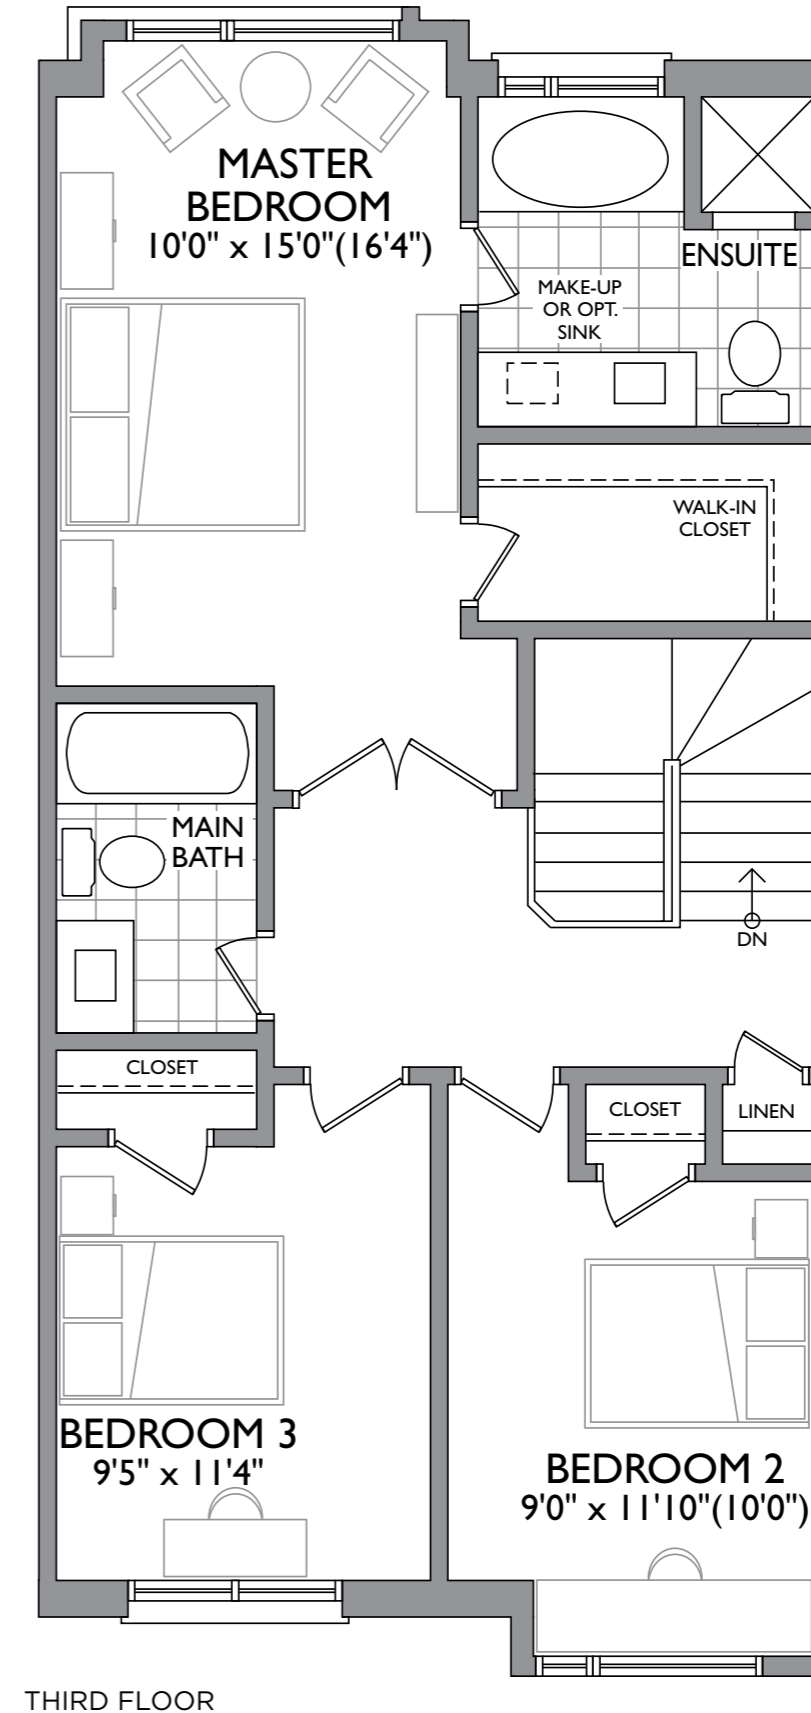 MASTER
BEDROOM
10'0" x 15'0"(16'4")
ENSUITE
MAKE-UP
OR OPT.
SINK
WALK-IN
CLOSET
MAIN
BATH
DN
CLOSET
CLOSET
LINEN
BEDROOM 3
9'5" x 11'4"
BEDROOM 2
9'0" x 11'10"(10'0")
THIRD FLOOR